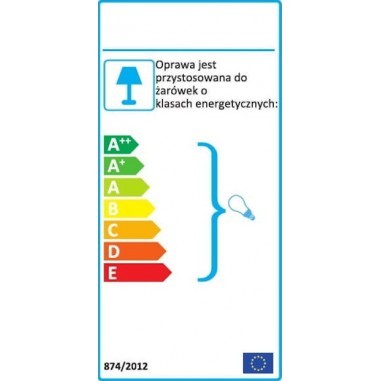 Oprawa jest
przystosowana do
żarówek o
klasach energetycznych:
A++
A+
A
B
C
D
E
874/2012